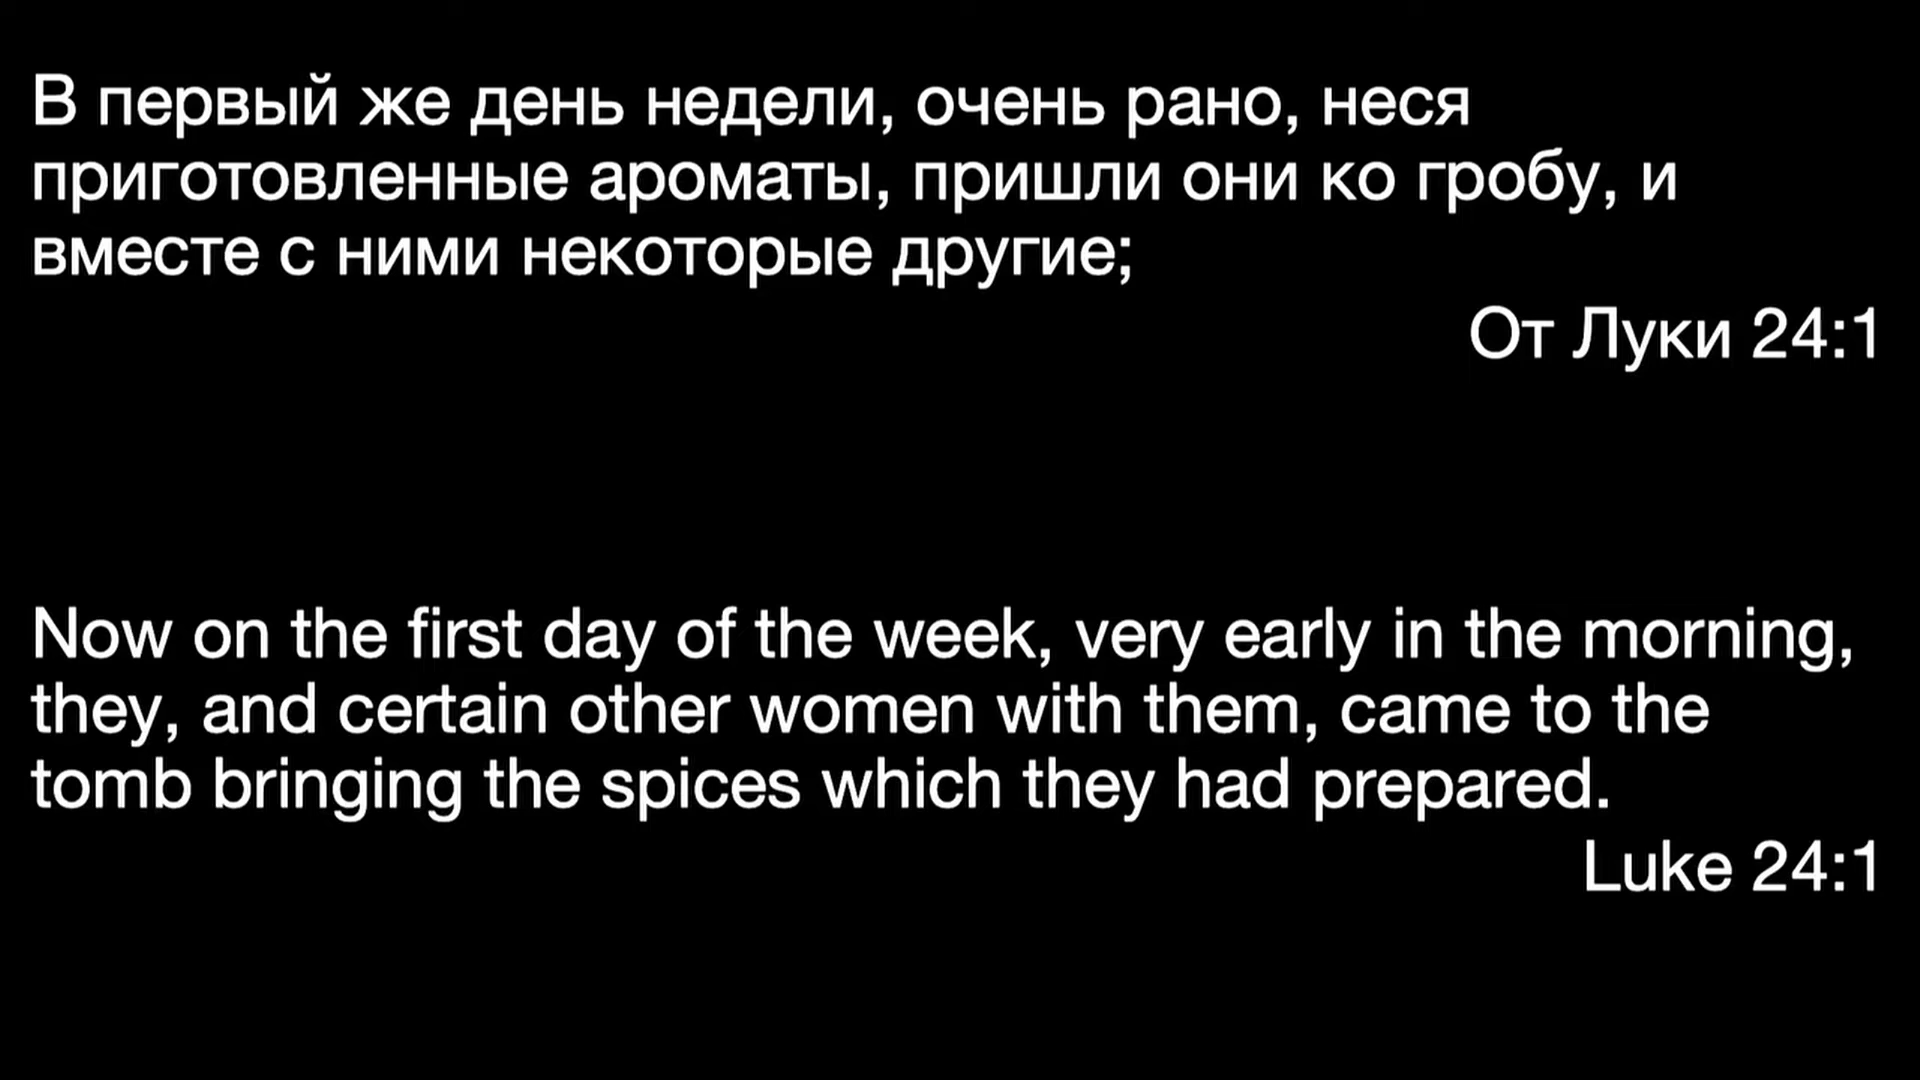 В первый же день недели, очень рано, неся
приготовленные ароматы, пришли они ко гробу, и
вместе с ними некоторые другие;
От Луки 24:1
Now on the first day of the week, very early in the morning,
they, and certain other women with them, came to the
tomb bringing the spices which they had prepared.
Luke 24:1